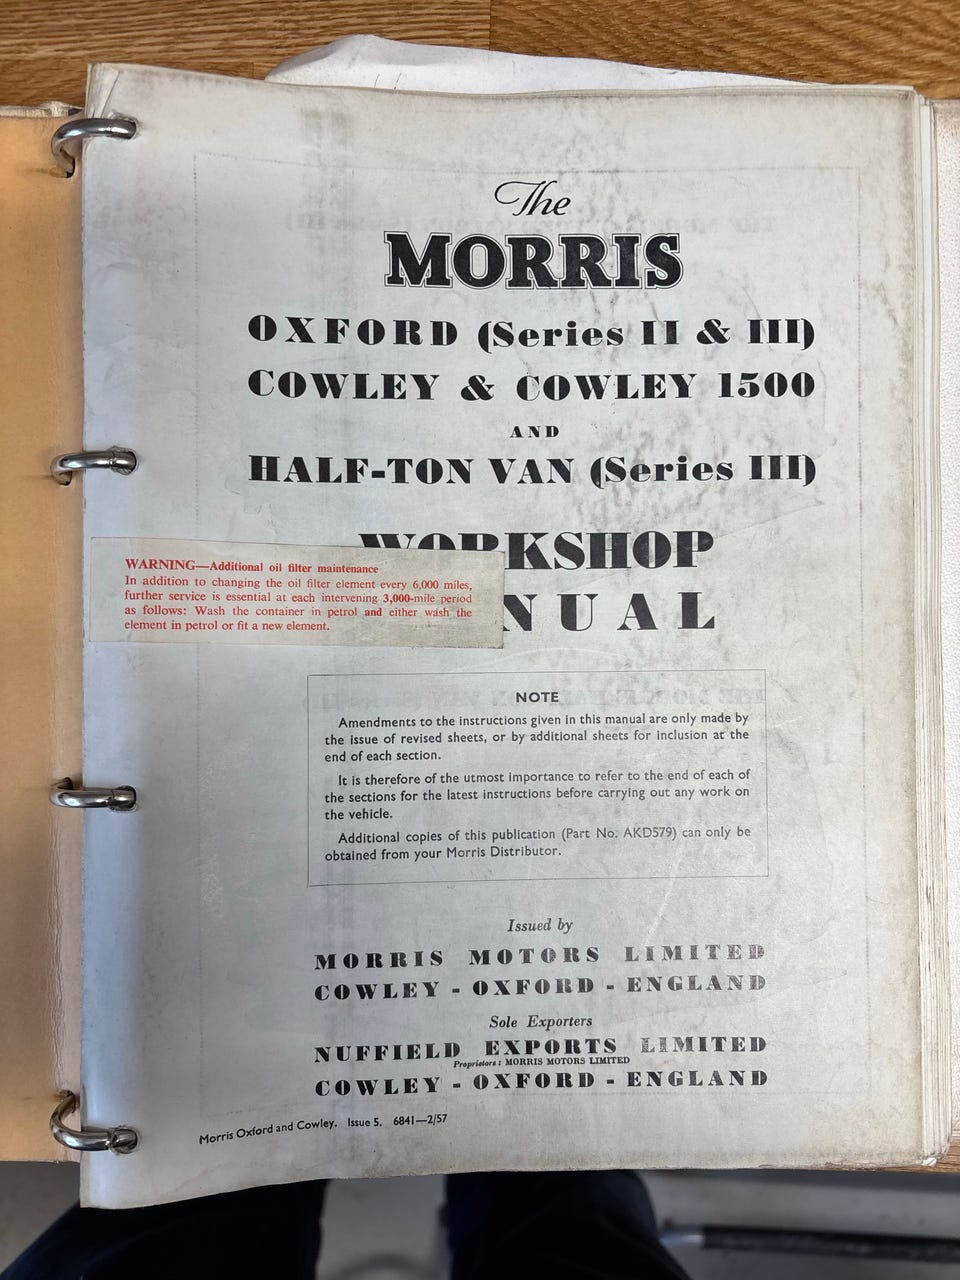 The
MORRIS
OXFORD (Series II & III)
COWLEY & COWLEY 1500
AND
HALF-TON VAN (Series III)
WORKSHOP
NUAL
WARNING—Additional oil filter maintenance
In addition to changing the oil filter element every 6,000 miles,
further service is essential at each intervening 3,000-mile period
as follows: Wash the container in petrol and either wash the
element in petrol or fit a new element.
NOTE
Amendments to the instructions given in this manual are only made by
the issue of revised sheets, or by additional sheets for inclusion at the
end of each section.
It is therefore of the utmost importance to refer to the end of each of
the sections for the latest instructions before carrying out any work on
the vehicle.
Additional copies of this publication (Part No. AKD579) can only be
obtained from your Morris Distributor.
Issued by
MORRIS MOTORS LIMITED
COWLEY - OXFORD - ENGLAND
Sole Exporters
NUFFIELD EXPORTS LIMITED
Proprietors: MORRIS MOTORS LIMITED
COWLEY - OXFORD - ENGLAND
Morris Oxford and Cowley. Issue 5. 6841—2/57